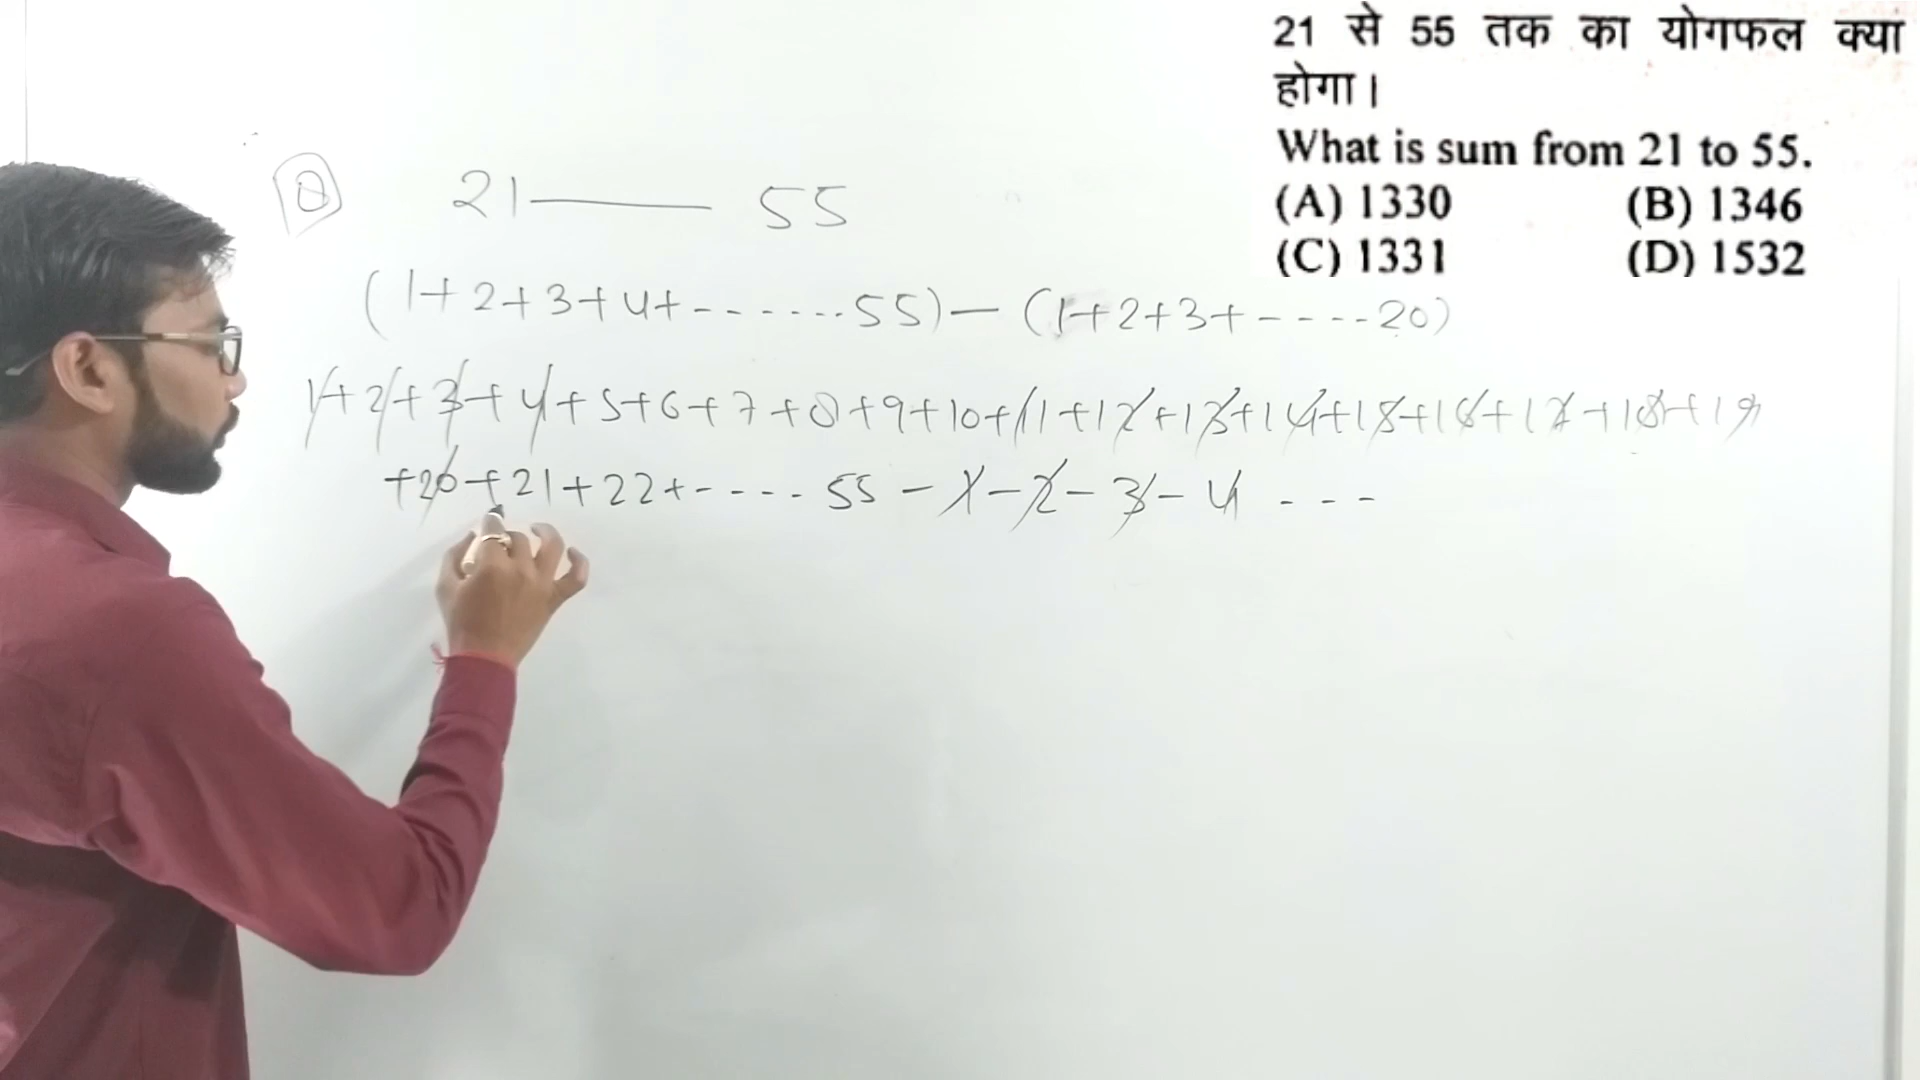 21 से 55 तक का योगफल क्या
होगा।
What is sum from 21 to 55.
(A) 1330 (B) 1346
(C) 1331 (D) 1532
Q 21 —— 55
(1+2+3+4+-------55) - (1+2+3+----20)
1+2+3+4+5+6+7+8+9+10+11+12+13+14+15+16+17+18+19
+20+21+22+---- 55 - 1 - 2 - 3 - 4 ---